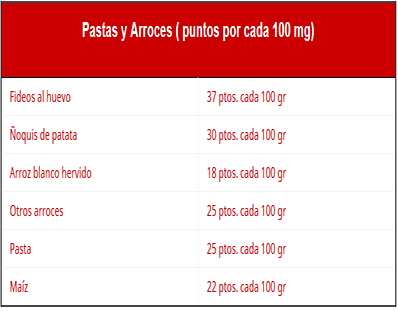 Pastas y Arroces ( puntos por cada 100 mg)
Fideos al huevo 37 ptos. cada 100 gr
Ñoquis de patata 30 ptos. cada 100 gr
Arroz blanco hervido 18 ptos. cada 100 gr
Otros arroces 25 ptos. cada 100 gr
Pasta 25 ptos. cada 100 gr
Maíz 22 ptos. cada 100 gr